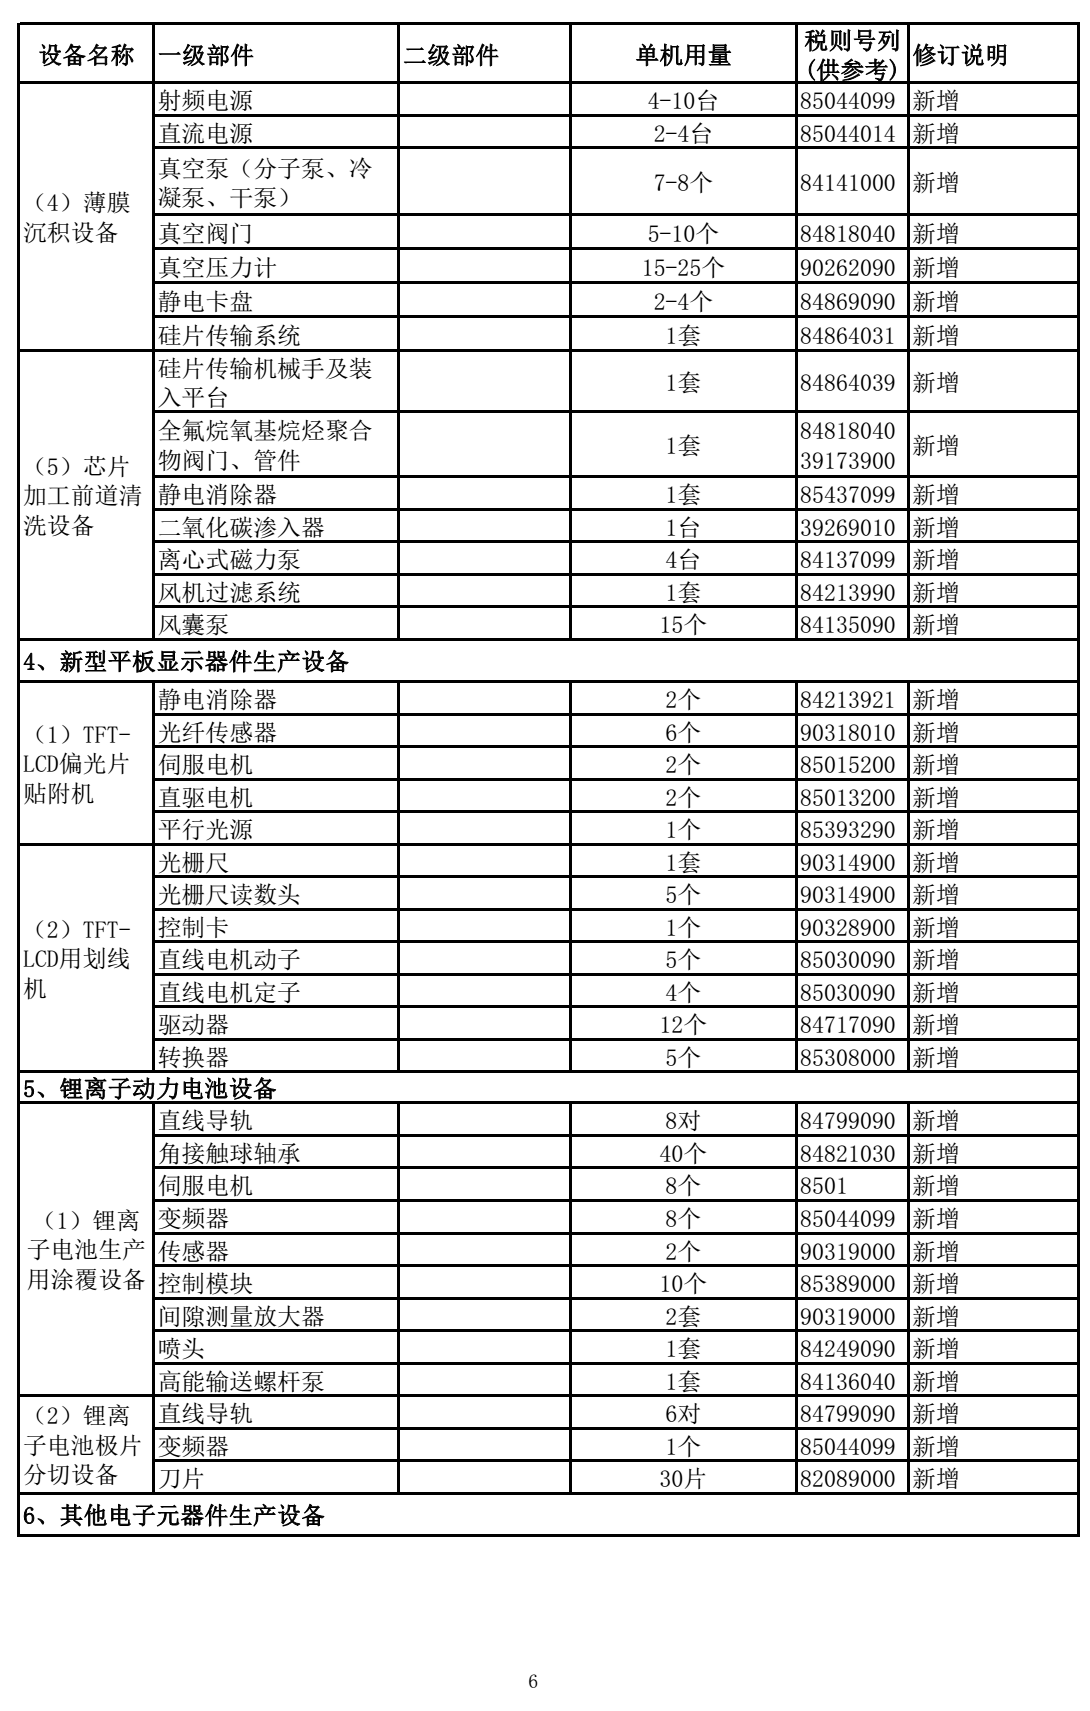 设备名称 一级部件 二级部件 单机用量 税则号列(供参考) 修订说明
（4）薄膜沉积设备
射频电源 4-10台 85044099 新增
直流电源 2-4台 85044014 新增
真空泵（分子泵、冷凝泵、干泵） 7-8个 84141000 新增
真空阀门 5-10个 84818040 新增
真空压力计 15-25个 90262090 新增
静电卡盘 2-4个 84869090 新增
硅片传输系统 1套 84864031 新增
（5）芯片加工前道清洗设备
硅片传输机械手及装入平台 1套 84864039 新增
全氟烷氧基烷烃聚合物阀门、管件 1套 84818040 39173900 新增
静电消除器 1套 85437099 新增
二氧化碳渗入器 1台 39269010 新增
离心式磁力泵 4台 84137099 新增
风机过滤系统 1套 84213990 新增
风囊泵 15个 84135090 新增
4、新型平板显示器件生产设备
（1）TFT-LCD偏光片贴附机
静电消除器 2个 84213921 新增
光纤传感器 6个 90318010 新增
伺服电机 2个 85015200 新增
直驱电机 2个 85013200 新增
平行光源 1个 85393290 新增
（2）TFT-LCD用划线机
光栅尺 1套 90314900 新增
光栅尺读数头 5个 90314900 新增
控制卡 1个 90328900 新增
直线电机动子 5个 85030090 新增
直线电机定子 4个 85030090 新增
驱动器 12个 84717090 新增
转换器 5个 85308000 新增
5、锂离子动力电池设备
（1）锂离子电池生产用涂覆设备
直线导轨 8对 84799090 新增
角接触球轴承 40个 84821030 新增
伺服电机 8个 8501 新增
变频器 8个 85044099 新增
传感器 2个 90319000 新增
控制模块 10个 85389000 新增
间隙测量放大器 2套 90319000 新增
喷头 1套 84249090 新增
高能输送螺杆泵 1套 84136040 新增
（2）锂离子电池极片分切设备
直线导轨 6对 84799090 新增
变频器 1个 85044099 新增
刀片 30片 82089000 新增
6、其他电子元器件生产设备
6